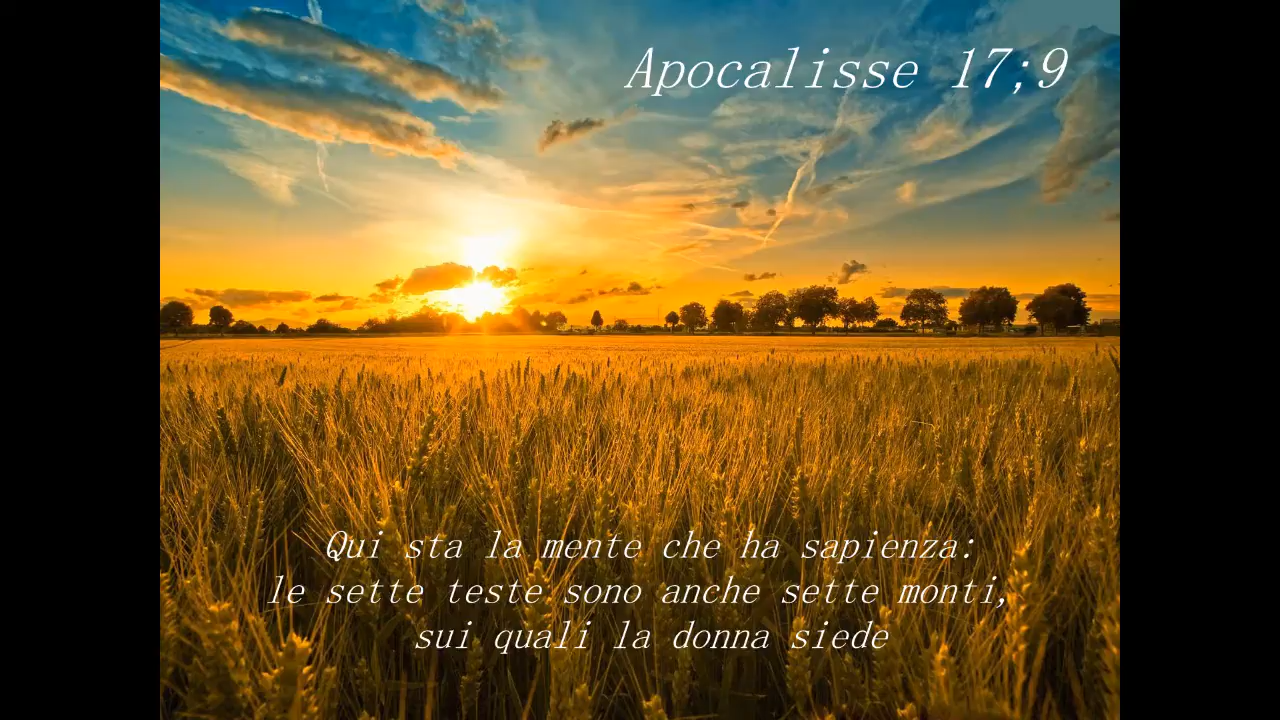 Apocalisse 17;9
Qui sta la mente che ha sapienza:
le sette teste sono anche sette monti,
sui quali la donna siede